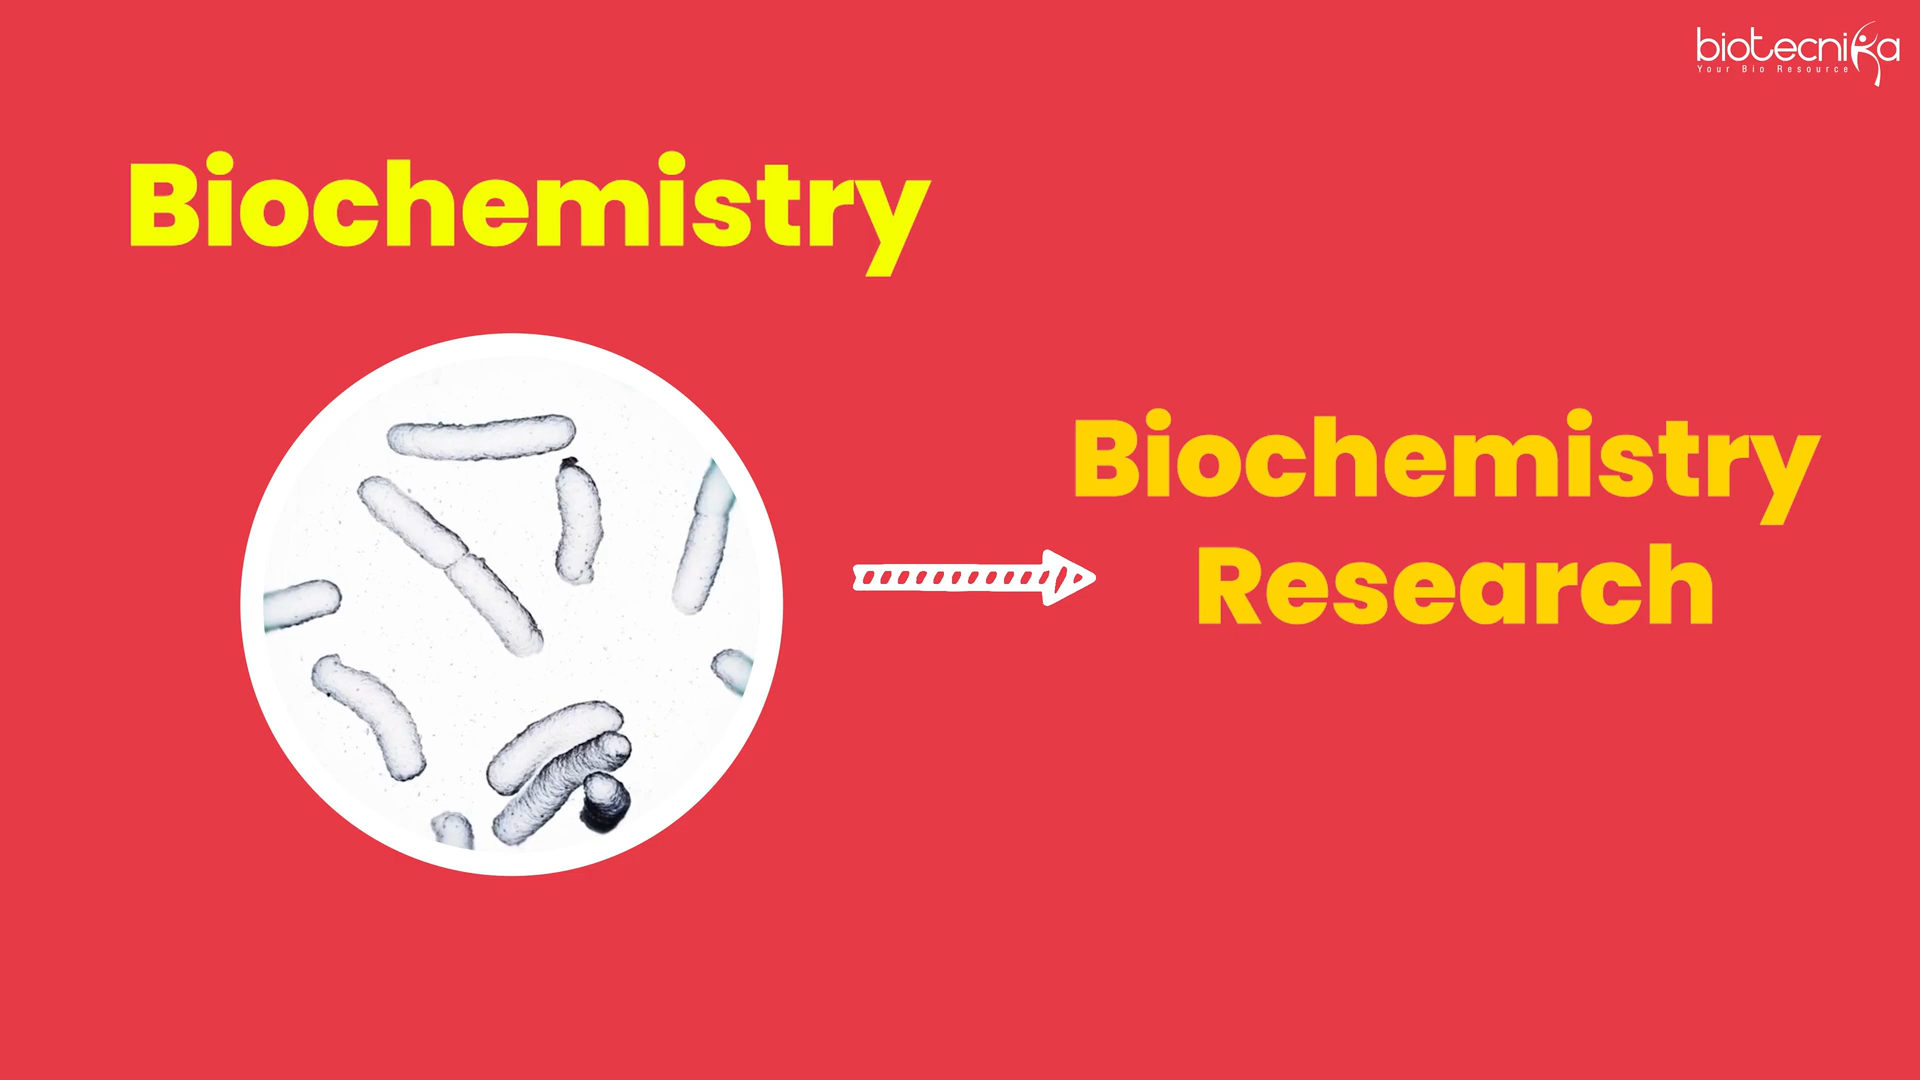 biotecnika
Your Bio Resource
Biochemistry
Biochemistry
Research